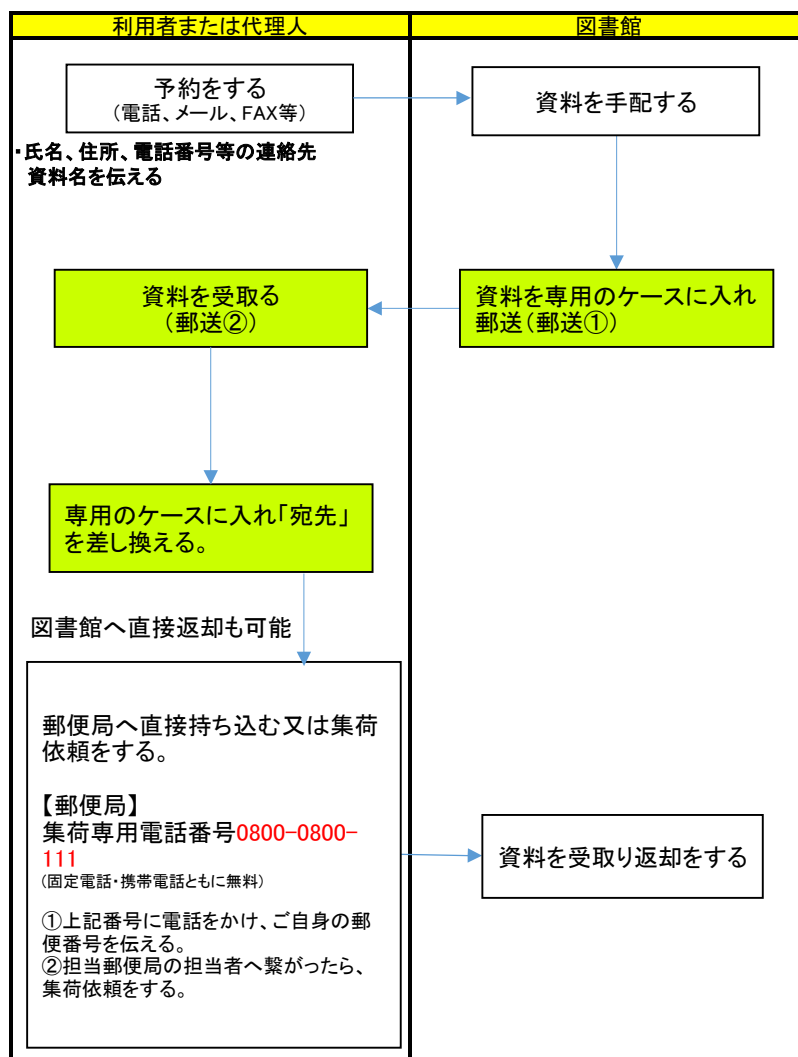 利用者または代理人
図書館
予約をする
(電話、メール、FAX等)
資料を手配する
・氏名、住所、電話番号等の連絡先
資料名を伝える
資料を受取る
(郵送②)
資料を専用のケースに入れ
郵送(郵送①)
専用のケースに入れ「宛先」
を差し換える。
図書館へ直接返却も可能
郵便局へ直接持ち込む又は集荷
依頼をする。
【郵便局】
集荷専用電話番号0800-0800-
111
(固定電話・携帯電話ともに無料)
①上記番号に電話をかけ、ご自身の郵
便番号を伝える。
②担当郵便局の担当者へ繋がったら、
集荷依頼をする。
資料を受取り返却をする